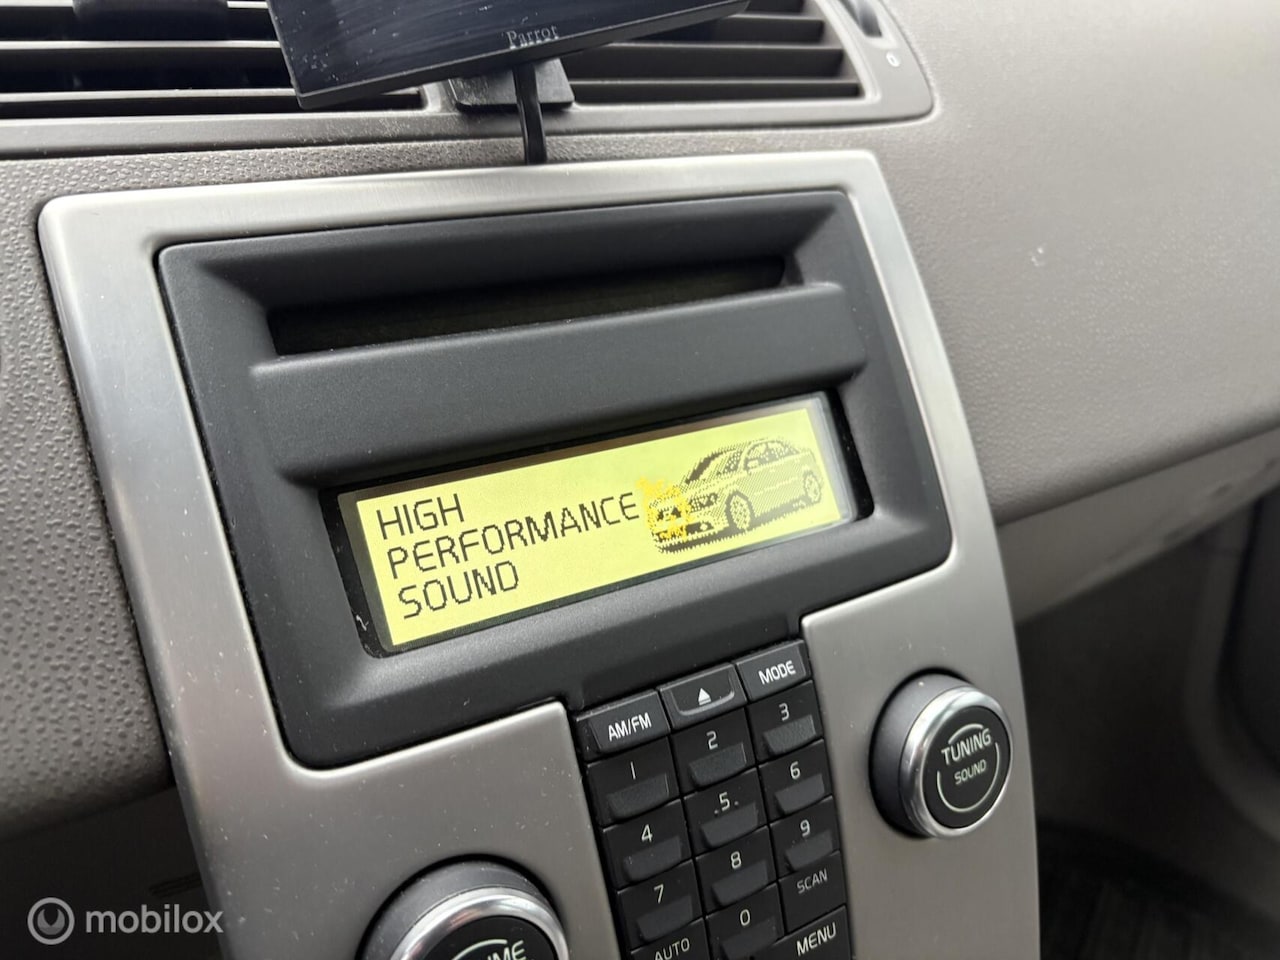 Parrot
0
HIGH
PERFORMANCE
SOUND
AM/FM
MODE
1
2
3
4
.5.
6
7
8
9
AUTO
0
SCAN
MENU
TUNING
SOUND
mobilox